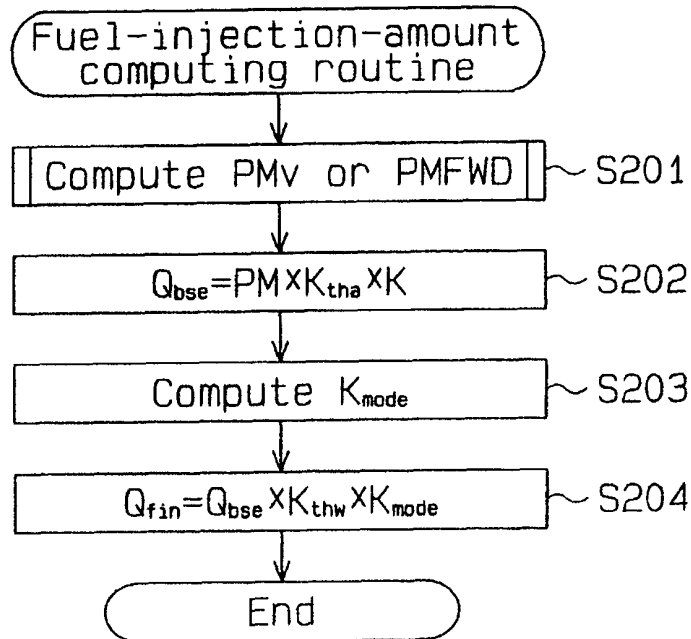 Fuel-injection-amount
computing routine
Compute PMv or PMFWD
S201
Qbse=PM×Ktha×K
S202
Compute Kmode
S203
Qfin=Qbse×Kthw×Kmode
S204
End